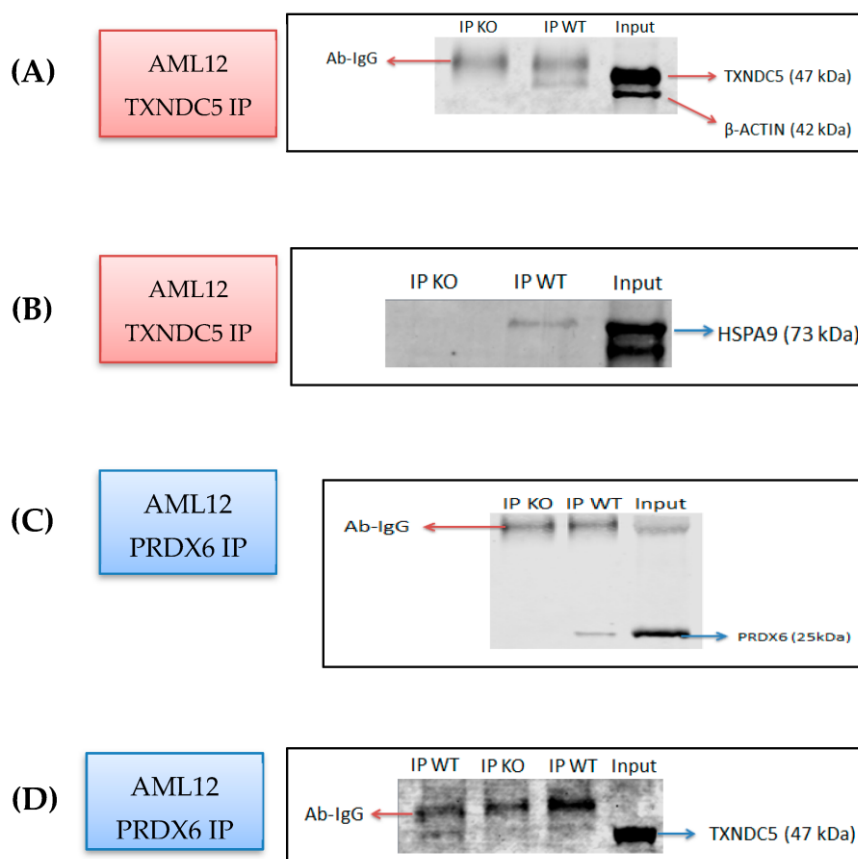 (A)
AML12
TXNDC5 IP
IP KO IP WT Input
Ab-IgG
TXNDC5 (47 kDa)
β-ACTIN (42 kDa)
(B)
AML12
TXNDC5 IP
IP KO IP WT Input
HSPA9 (73 kDa)
(C)
AML12
PRDX6 IP
IP KO IP WT Input
Ab-IgG
PRDX6 (25kDa)
(D)
AML12
PRDX6 IP
IP WT IP KO IP WT Input
Ab-IgG
TXNDC5 (47 kDa)